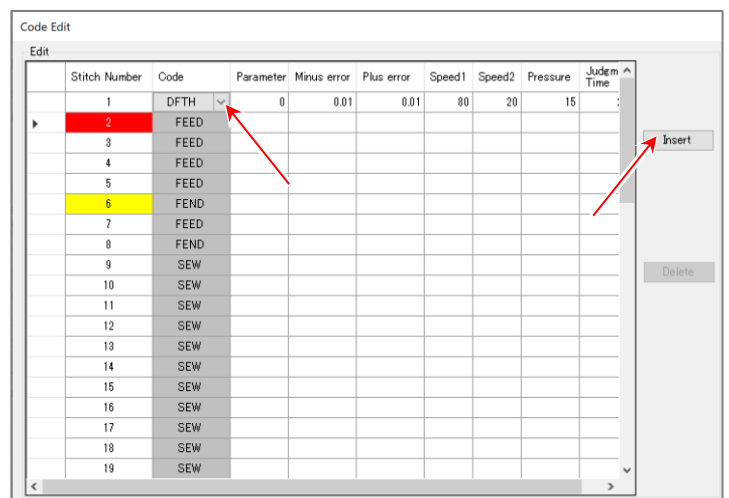 Code Edit
Edit
Stitch Number Code Parameter Minus error Plus error Speed1 Speed2 Pressure Judgm Time
1 DFTH 0 0.01 0.01 80 20 15
2 FEED
3 FEED
4 FEED
5 FEED
6 FEND
7 FEED
8 FEND
9 SEW
10 SEW
11 SEW
12 SEW
13 SEW
14 SEW
15 SEW
16 SEW
17 SEW
18 SEW
19 SEW
Insert
Delete